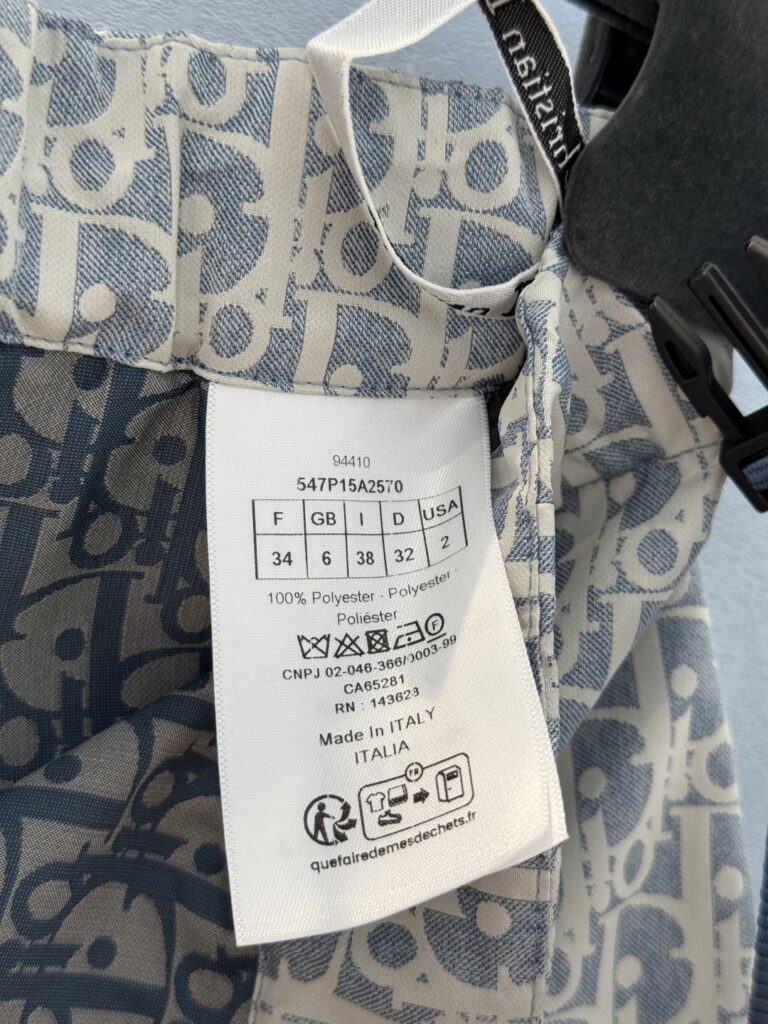 94410
547P15A2570
F GB I D USA
34 6 38 32 2
100% Polyester - Polyester -
Poliéster
F
CNPJ 02-046-366/0003-99
CA65281
RN : 143623
Made In ITALY
ITALIA
FR
quefairedemesdechets.fr